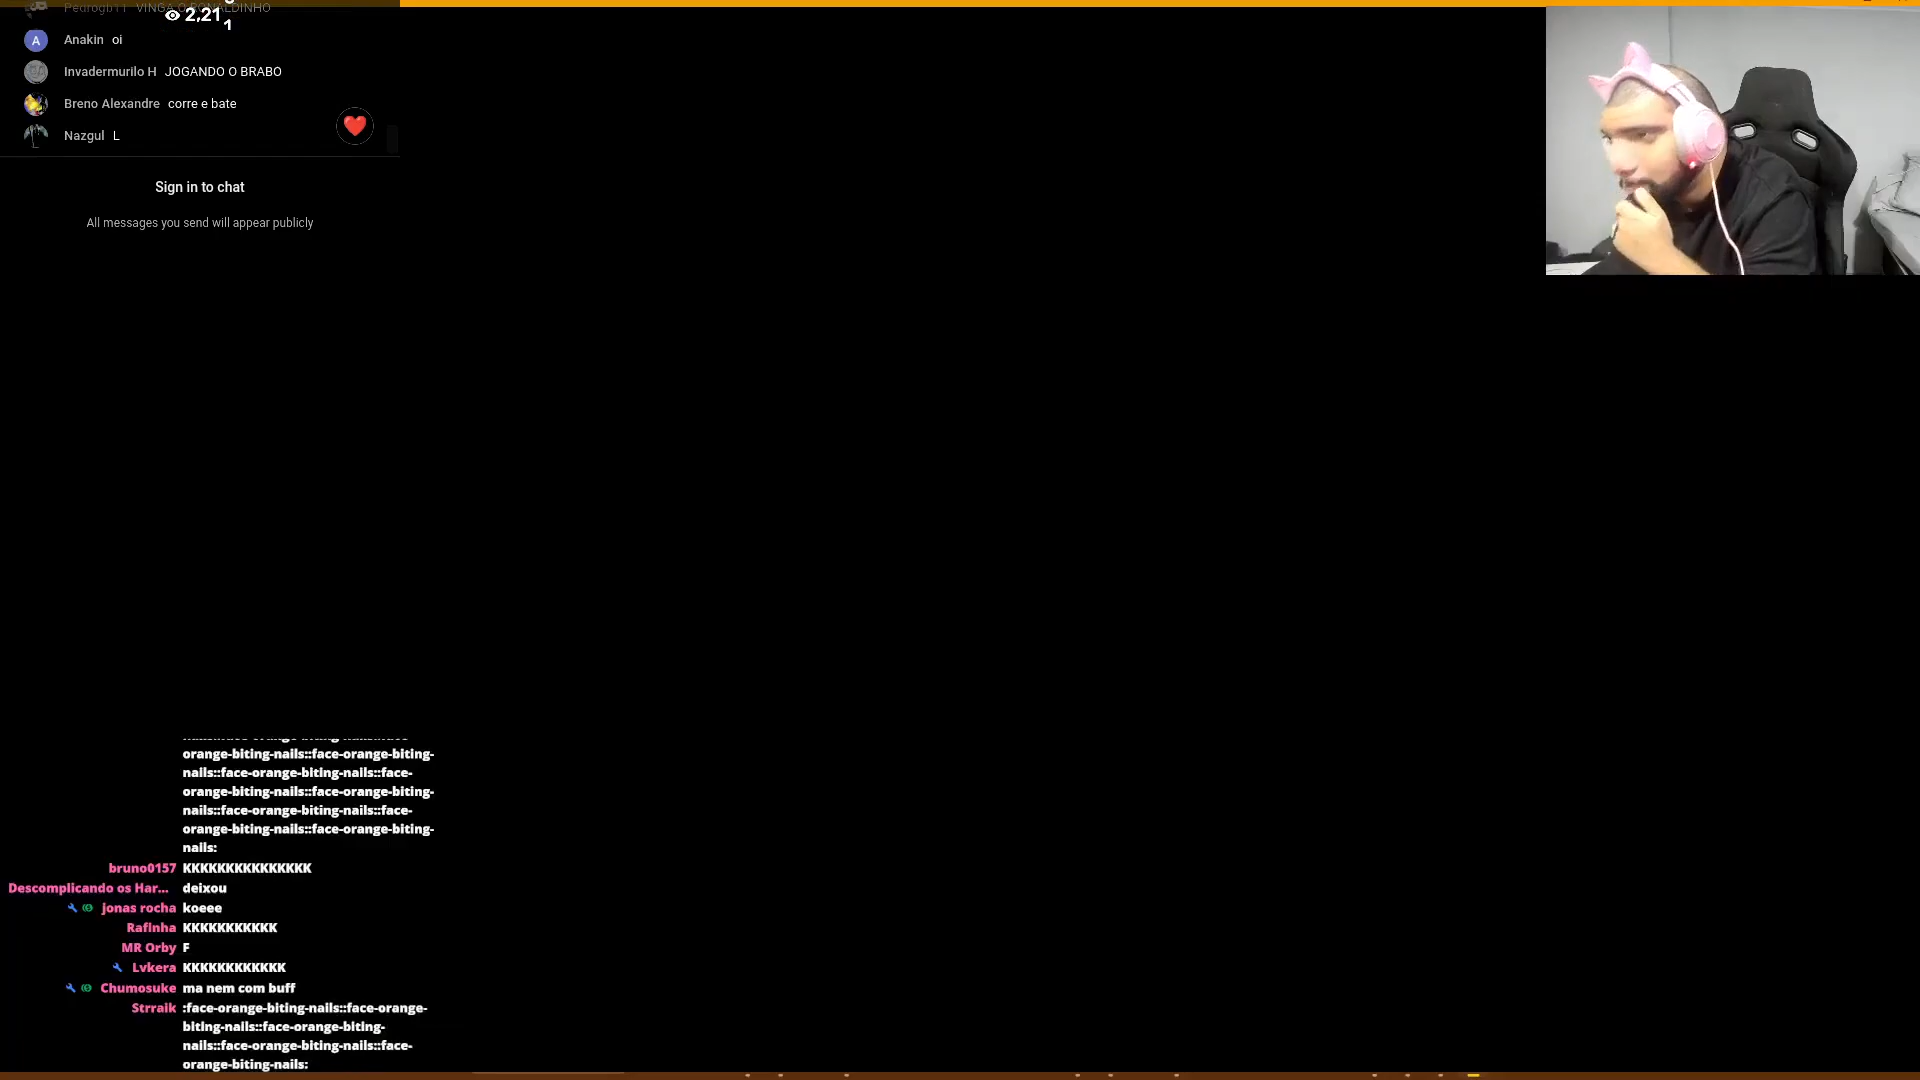 Pedrogb11 VINGA O RONALDINHO
2,21
1
Anakin oi
Invadermurilo H JOGANDO O BRABO
Breno Alexandre corre e bate
Nazgul L
Sign in to chat
All messages you send will appear publicly
orange-biting-nails::face-orange-biting-
nails::face-orange-biting-nails::face-
orange-biting-nails::face-orange-biting-
nails::face-orange-biting-nails::face-
orange-biting-nails::face-orange-biting-
nails:
bruno0157 KKKKKKKKKKKKKKK
Descomplicando os Har... deixou
jonas rocha koeee
Rafinha KKKKKKKKKKK
MR Orby F
Lvkera KKKKKKKKKKKK
Chumosuke ma nem com buff
Strraik :face-orange-biting-nails::face-orange-
biting-nails::face-orange-biting-
nails::face-orange-biting-nails::face-
orange-biting-nails: